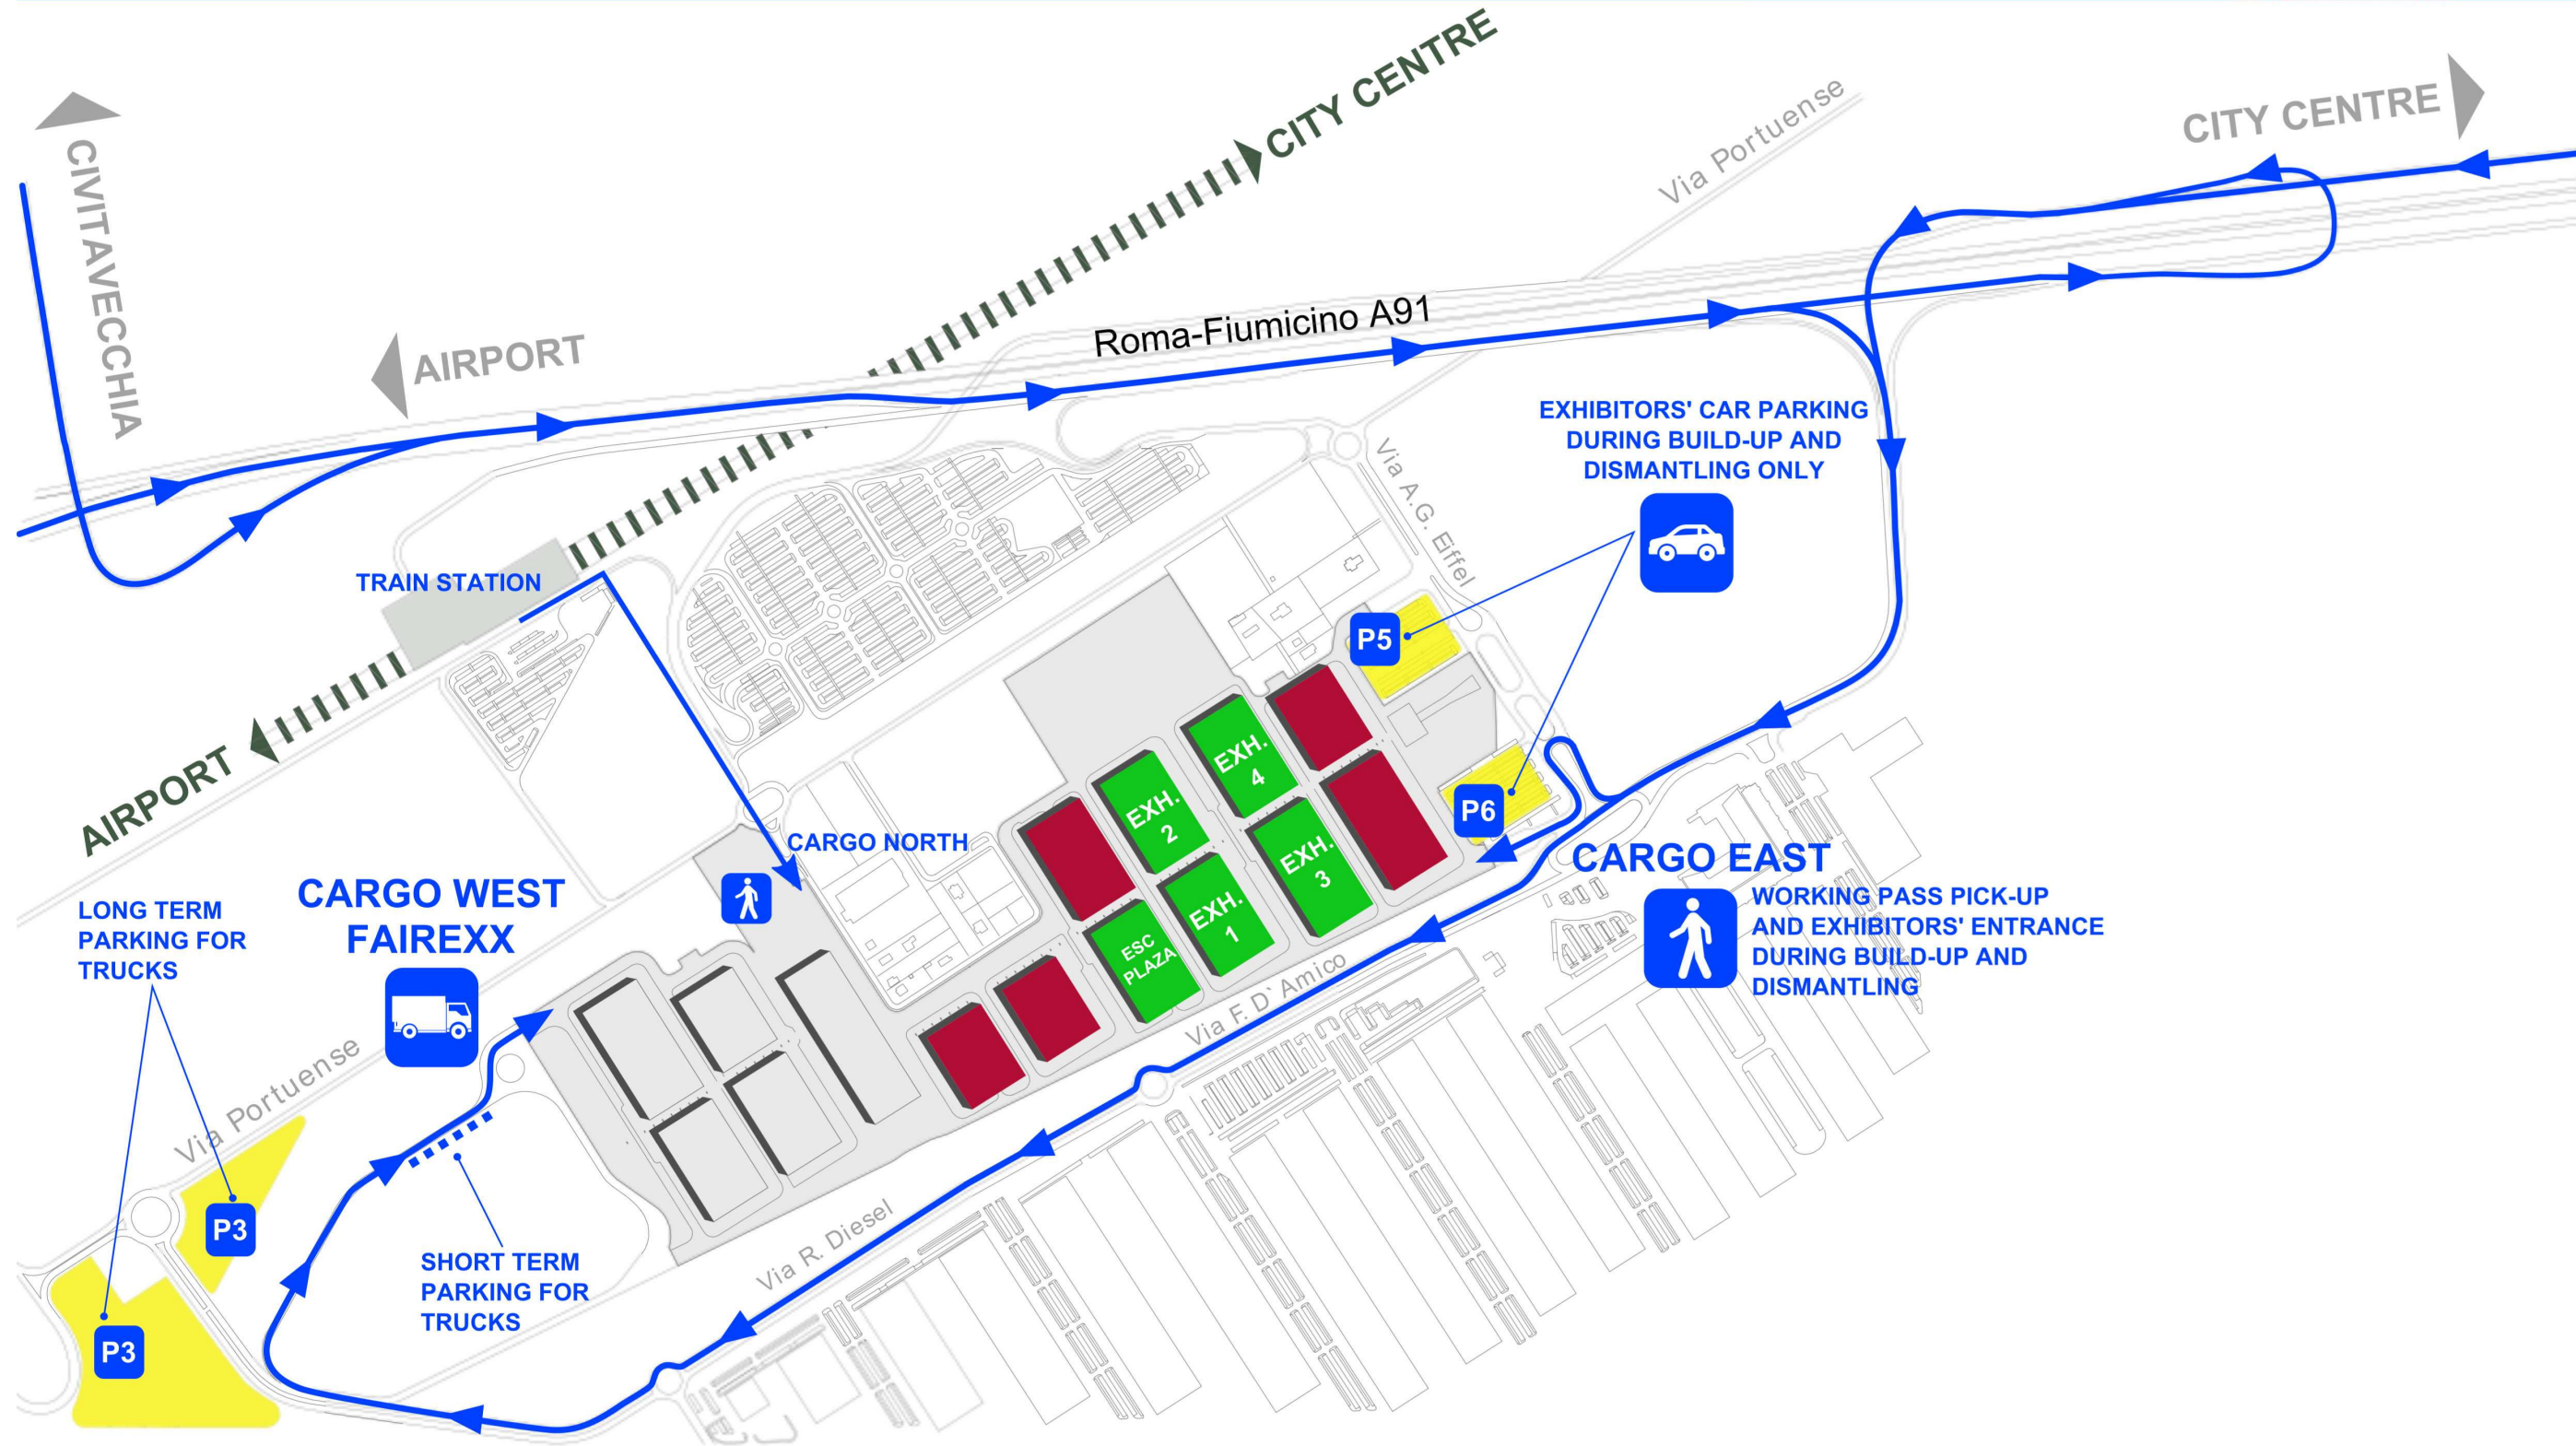 CITY CENTRE
CITY CENTRE
Via Portuense
CIVITAVECCHIA
AIRPORT
Roma-Fiumicino A91
EXHIBITORS' CAR PARKING
DURING BUILD-UP AND
DISMANTLING ONLY
Via A.G. Eiffel
TRAIN STATION
P5
AIRPORT
EXH.
4
EXH.
2
P6
CARGO NORTH
EXH.
3
CARGO EAST
WORKING PASS PICK-UP
AND EXHIBITORS' ENTRANCE
DURING BUILD-UP AND
DISMANTLING
CARGO WEST
FAIREXX
LONG TERM
PARKING FOR
TRUCKS
EXH.
1
ESC
PLAZA
Via F. D' Amico
Via Portuense
P3
Via R. Diesel
SHORT TERM
PARKING FOR
TRUCKS
P3